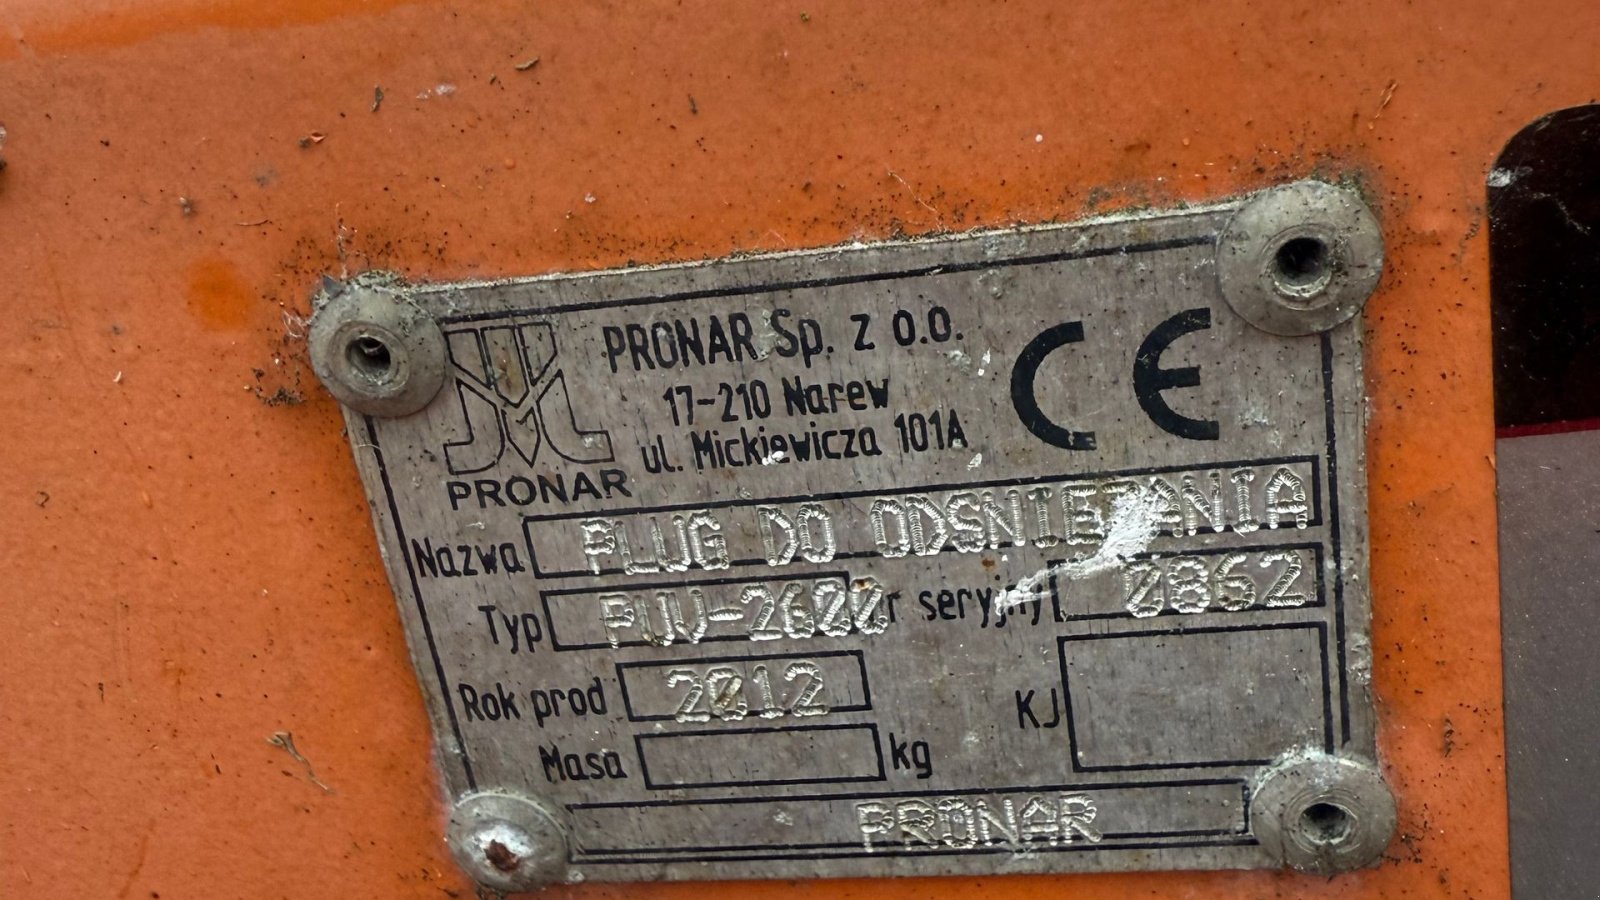 PRONAR Sp. z o.o.
17-210 Narew
ul. Mickiewicza 101A
CE
PRONAR
Nazwa PLUG DO ODSNIEZANIA
Typ PUV-2600 r seryjny 0862
Rok prod 2012
KJ
Masa kg
PRONAR